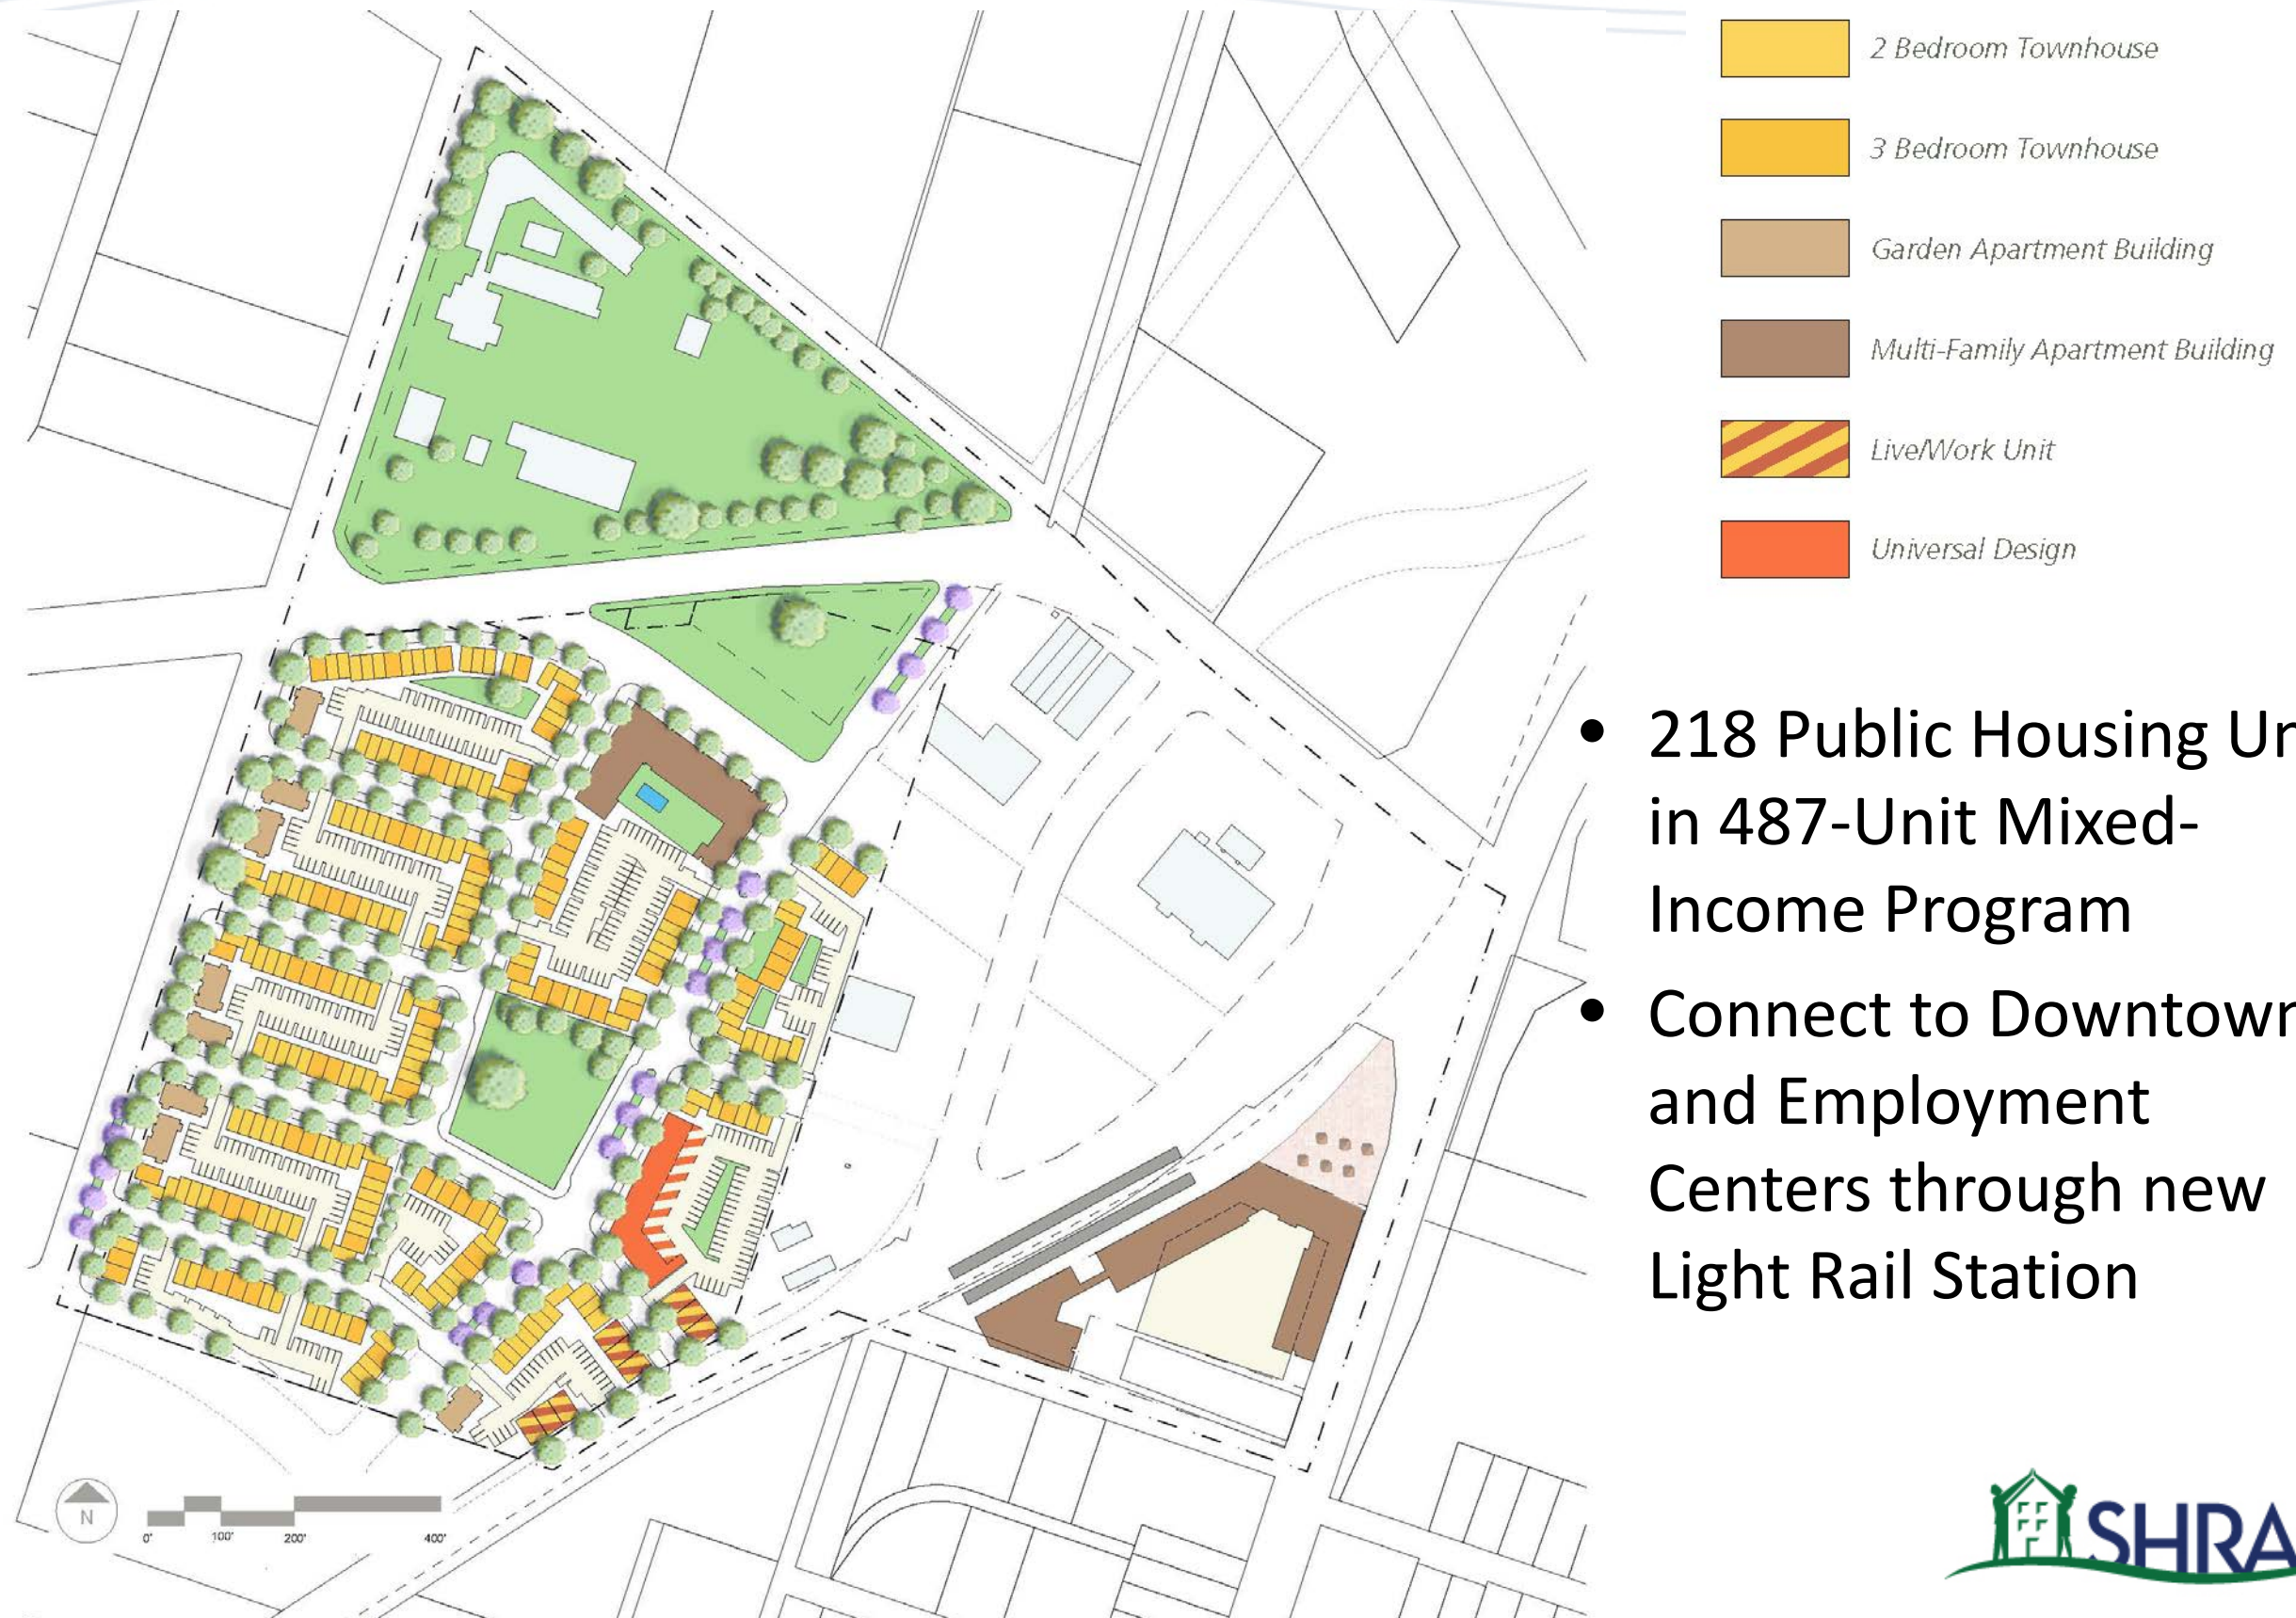 2 Bedroom Townhouse
3 Bedroom Townhouse
Garden Apartment Building
Multi-Family Apartment Building
Live/Work Unit
Universal Design
• 218 Public Housing
in 487-Unit Mixed-
Income Program
• Connect to Downtown
and Employment
Centers through new
Light Rail Station
N
0' 100' 200' 400'
SHRA